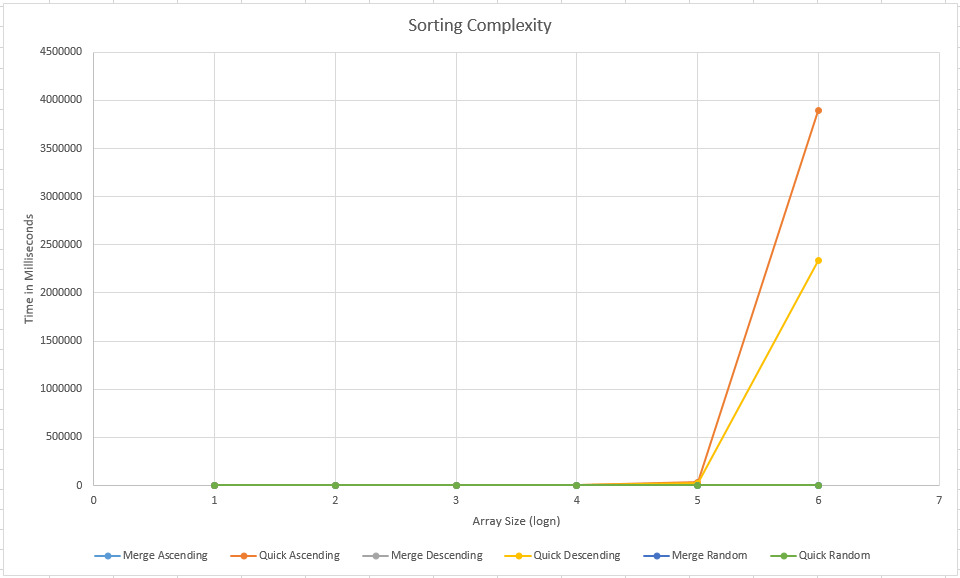 Sorting Complexity
4500000
4000000
3500000
3000000
2500000
2000000
1500000
1000000
500000
0
Time in Milliseconds
0 1 2 3 4 5 6 7
Array Size (logn)
Merge Ascending Quick Ascending Merge Descending Quick Descending Merge Random Quick Random